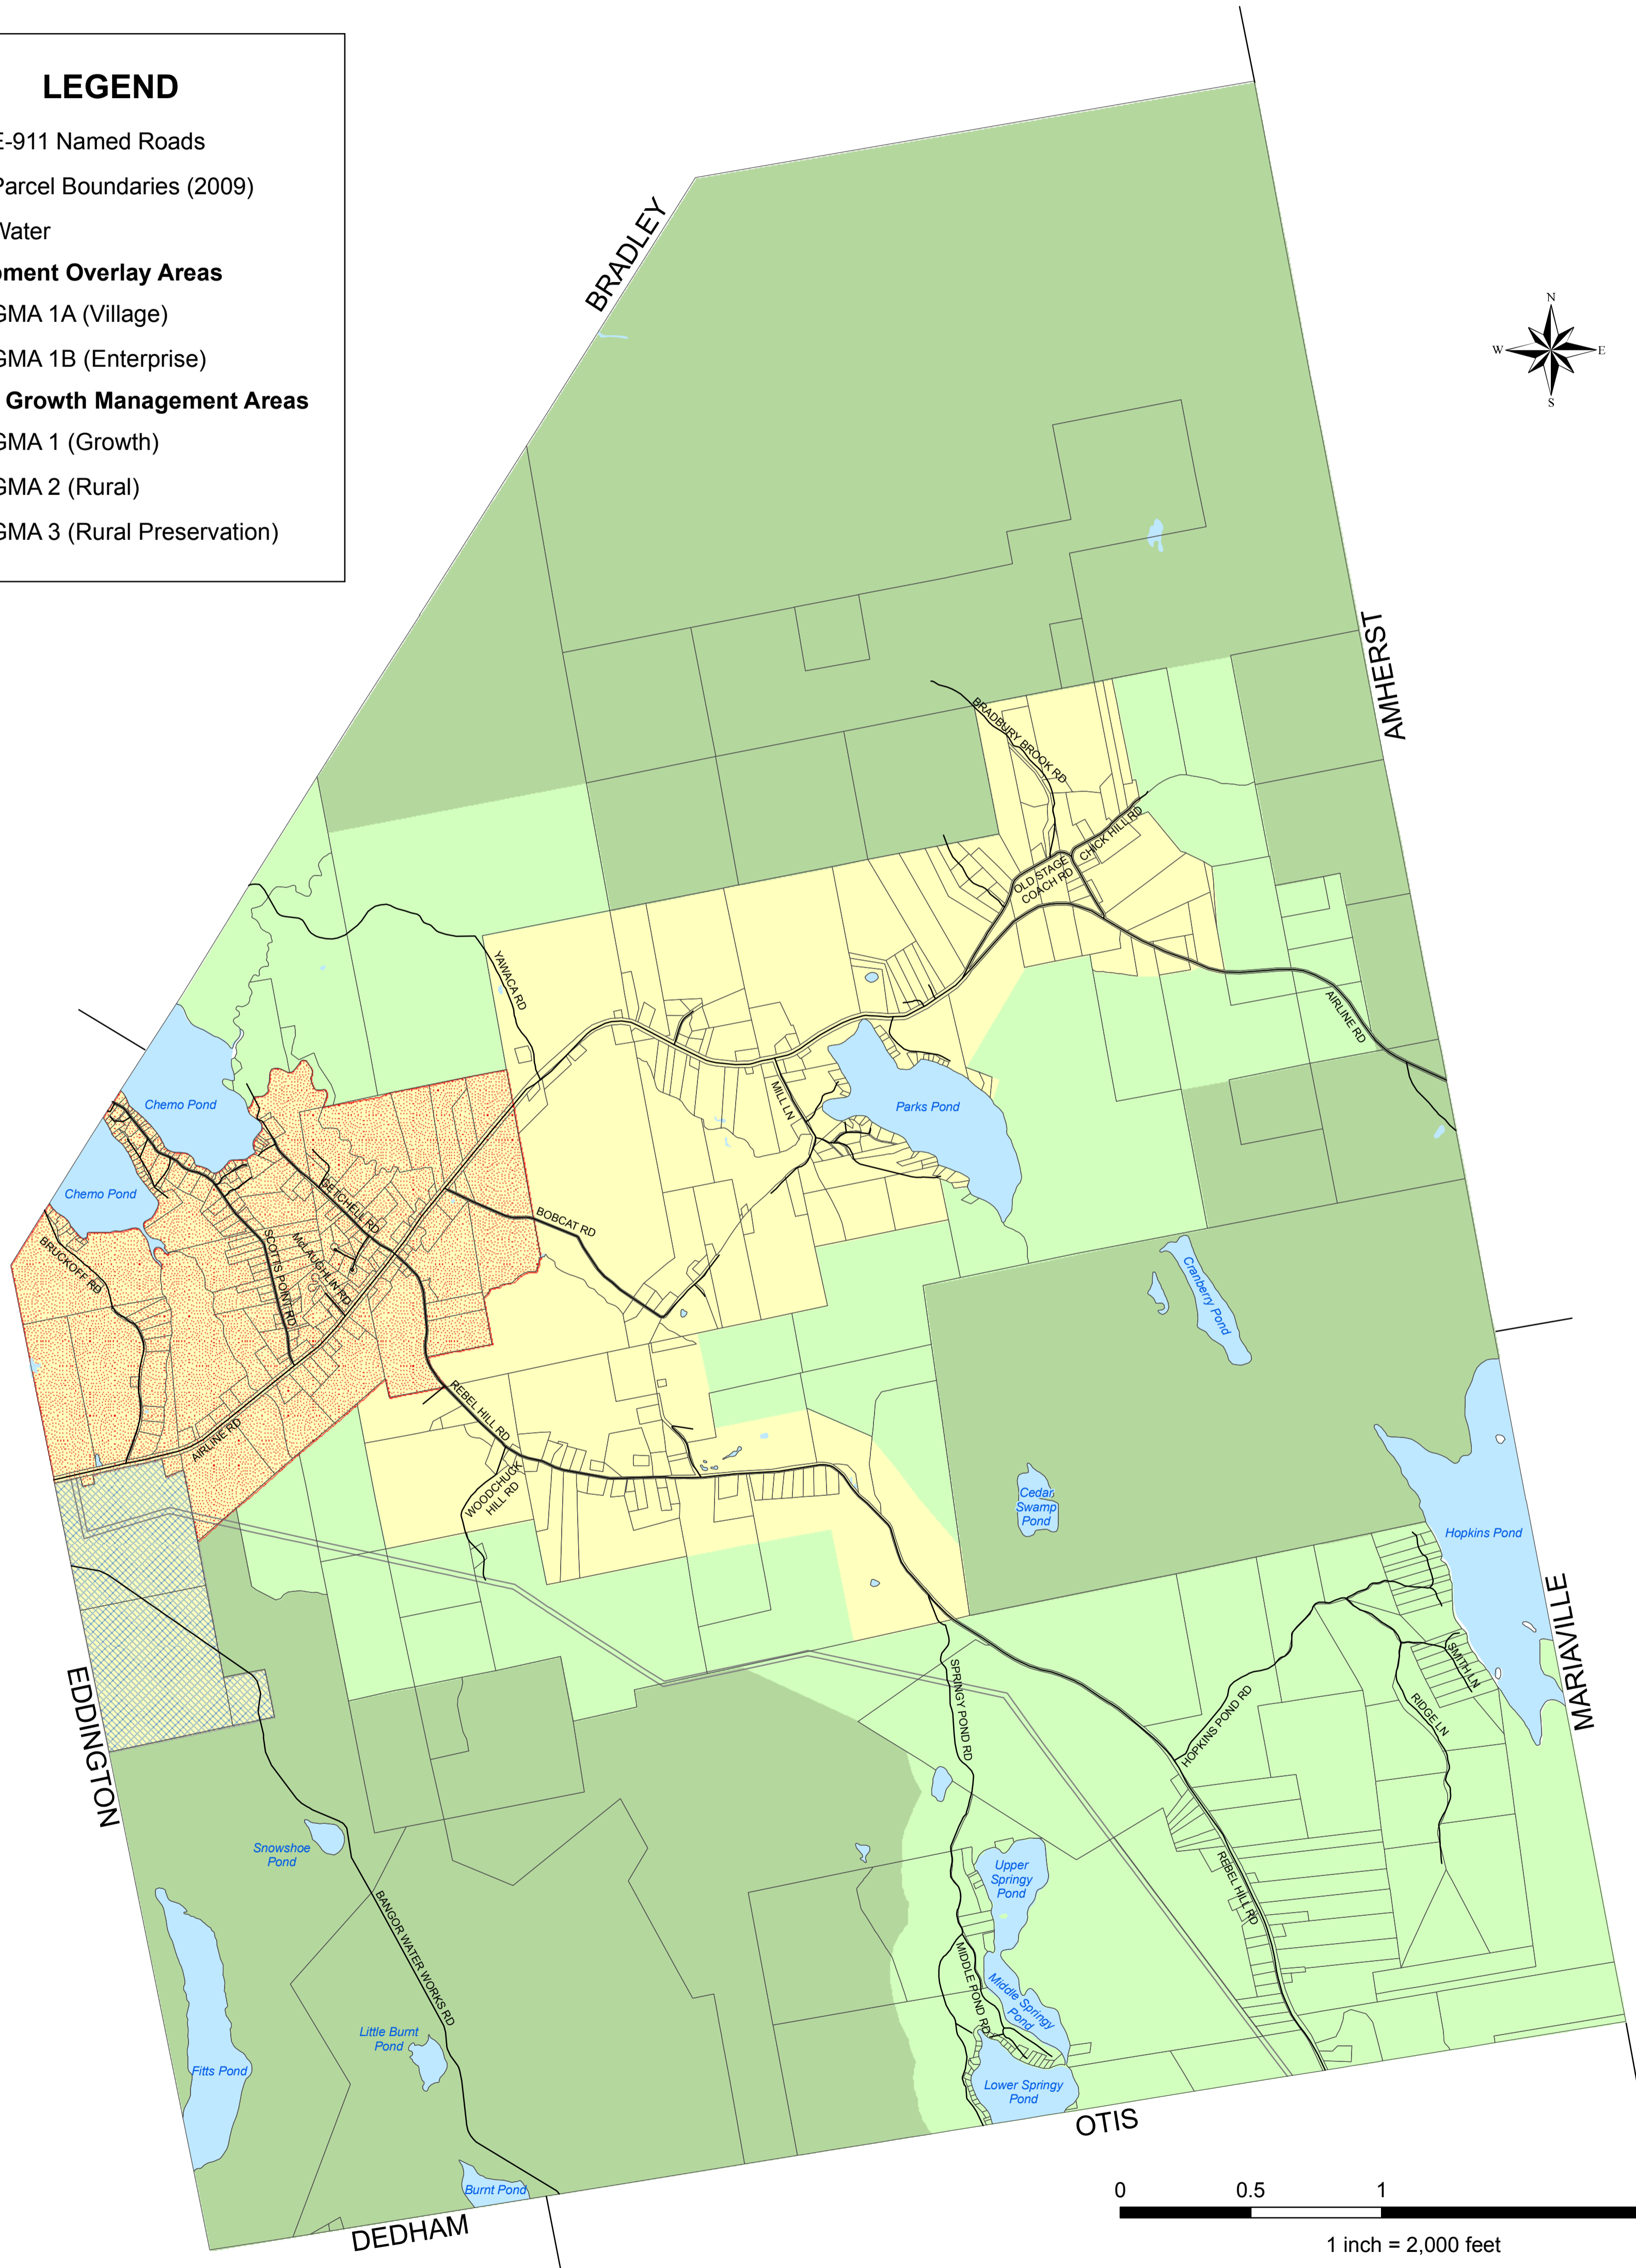 LEGEND
E-911 Named Roads
Parcel Boundaries (2009)
Water
pment Overlay Areas
GMA 1A (Village)
GMA 1B (Enterprise)
Growth Management Areas
GMA 1 (Growth)
GMA 2 (Rural)
GMA 3 (Rural Preservation)
BRADLEY
N
W
E
S
AMHERST
BRADBURY BROOK RD
CHICK HILL RD
OLD STAGE
COACH RD
YAWACA RD
AIRLINE RD
Chemo Pond
MILL LN
Parks Pond
Chemo Pond
GETCHELL RD
BOBCAT RD
BRUCKOFF RD
SCOTTS POINT RD
McLAUGHLIN RD
Cranberry Pond
REBEL HILL RD
AIRLINE RD
WOODCHUCK
HILL RD
Cedar
Swamp
Pond
Hopkins Pond
MARIAVILLE
SMITH LN
EDDINGTON
SPRINGY POND RD
HOPKINS POND RD
RIDGE LN
Snowshoe
Pond
Upper
Springy
Pond
REBEL HILL RD
BANGOR WATER WORKS RD
MIDDLE POND RD
Middle Springy
Pond
Little Burnt
Pond
Fitts Pond
Lower Springy
Pond
OTIS
Burnt Pond
DEDHAM
0
0.5
1
1 inch = 2,000 feet